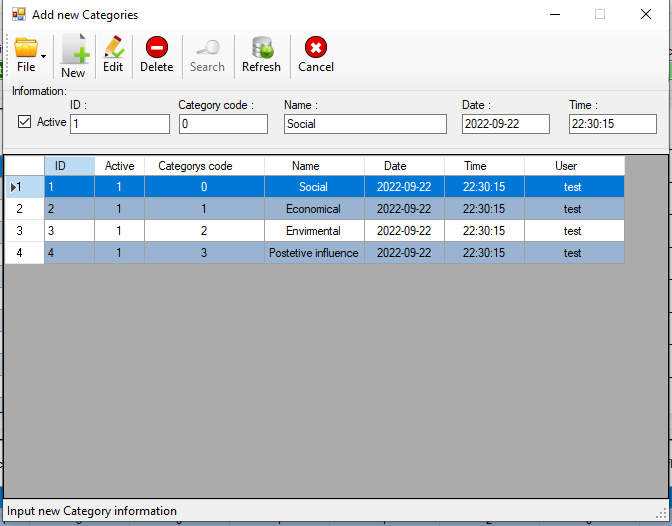 Add new Categories
File New Edit Delete Search Refresh Cancel
Information:
ID : Category code : Name : Date : Time :
Active 1 0 Social 2022-09-22 22:30:15
ID Active Categorys code Name Date Time User
1 1 1 0 Social 2022-09-22 22:30:15 test
2 2 1 1 Economical 2022-09-22 22:30:15 test
3 3 1 2 Envimental 2022-09-22 22:30:15 test
4 4 1 3 Postetive influence 2022-09-22 22:30:15 test
Input new Category information